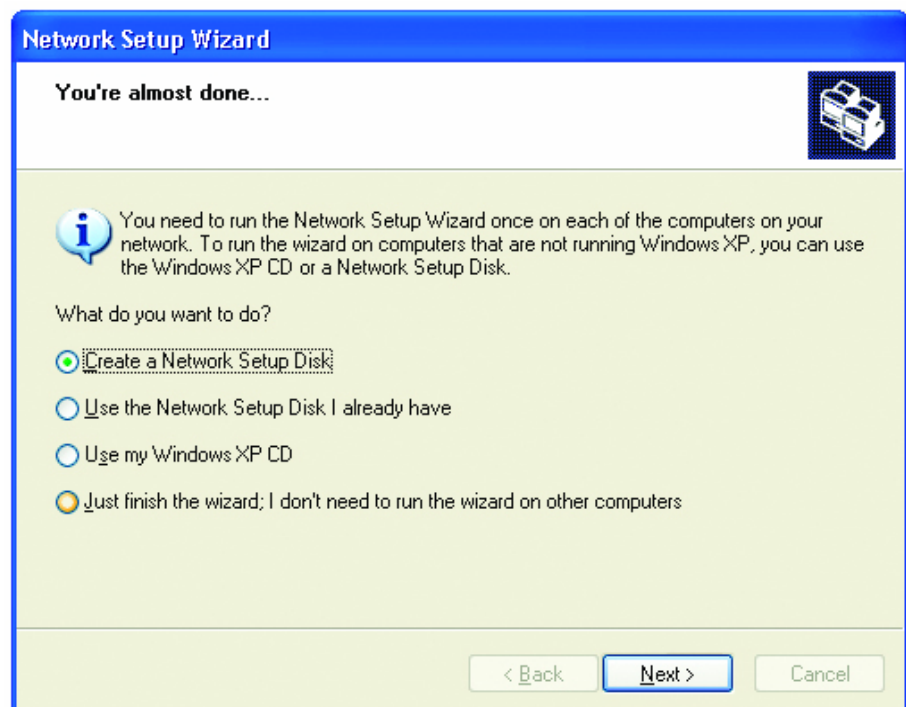 Network Setup Wizard
You're almost done...
You need to run the Network Setup Wizard once on each of the computers on your
network. To run the wizard on computers that are not running Windows XP, you can use
the Windows XP CD or a Network Setup Disk.
What do you want to do?
Create a Network Setup Disk
Use the Network Setup Disk I already have
Use my Windows XP CD
Just finish the wizard; I don't need to run the wizard on other computers
< Back
Next >
Cancel